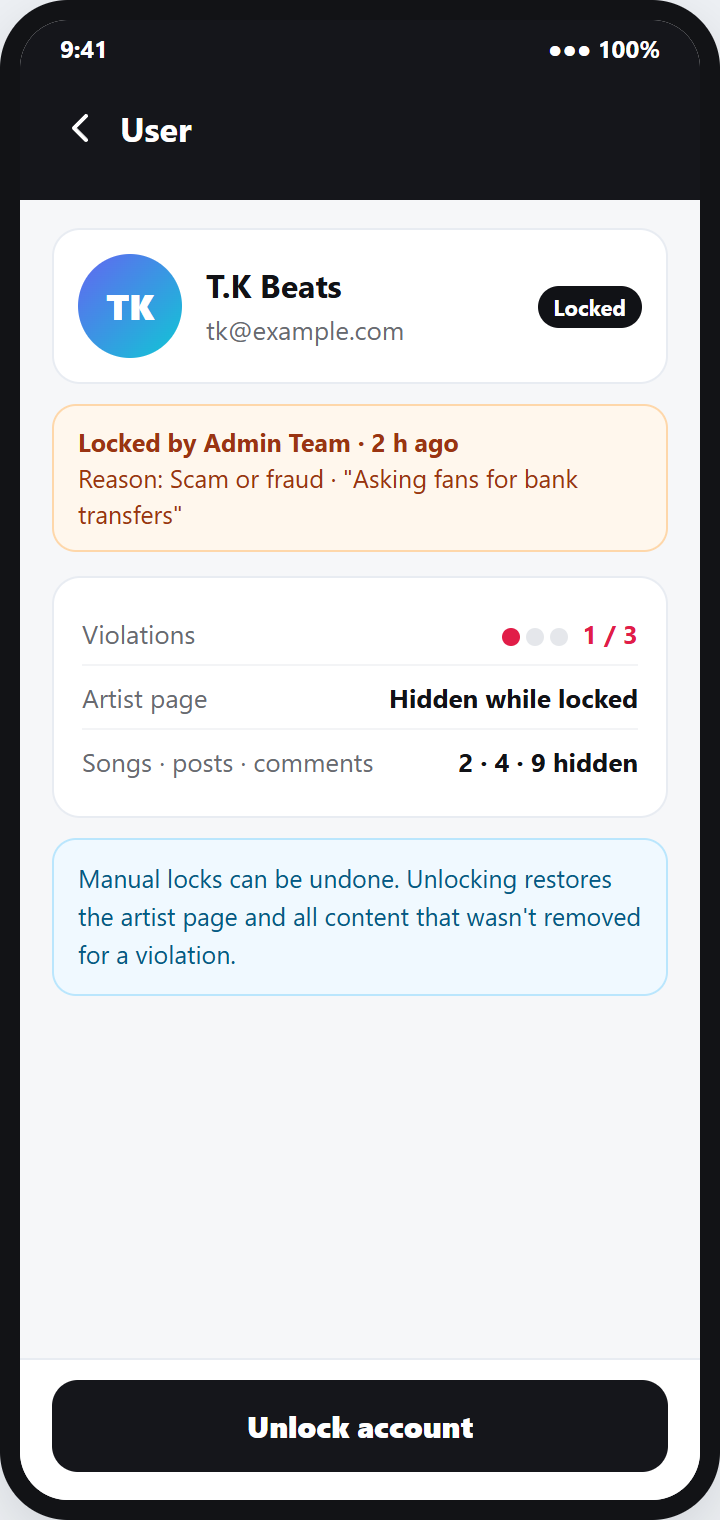 9:41 ●●● 100%
User
TK
T.K Beats
tk@example.com
Locked
Locked by Admin Team · 2 h ago
Reason: Scam or fraud · "Asking fans for bank
transfers"
Violations 1 / 3
Artist page Hidden while locked
Songs · posts · comments 2 · 4 · 9 hidden
Manual locks can be undone. Unlocking restores
the artist page and all content that wasn't removed
for a violation.
Unlock account